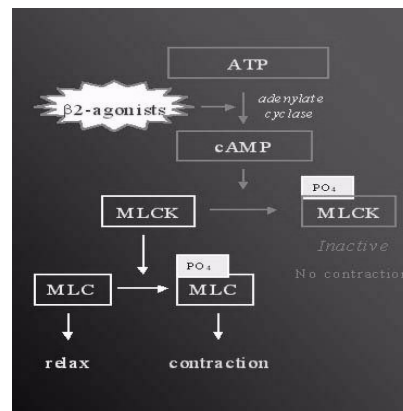 ATP
β2-agonists
adenylate
cyclase
cAMP
PO₄
MLCK
MLCK
Inactive
No contraction
PO₄
MLC
MLC
relax
contraction